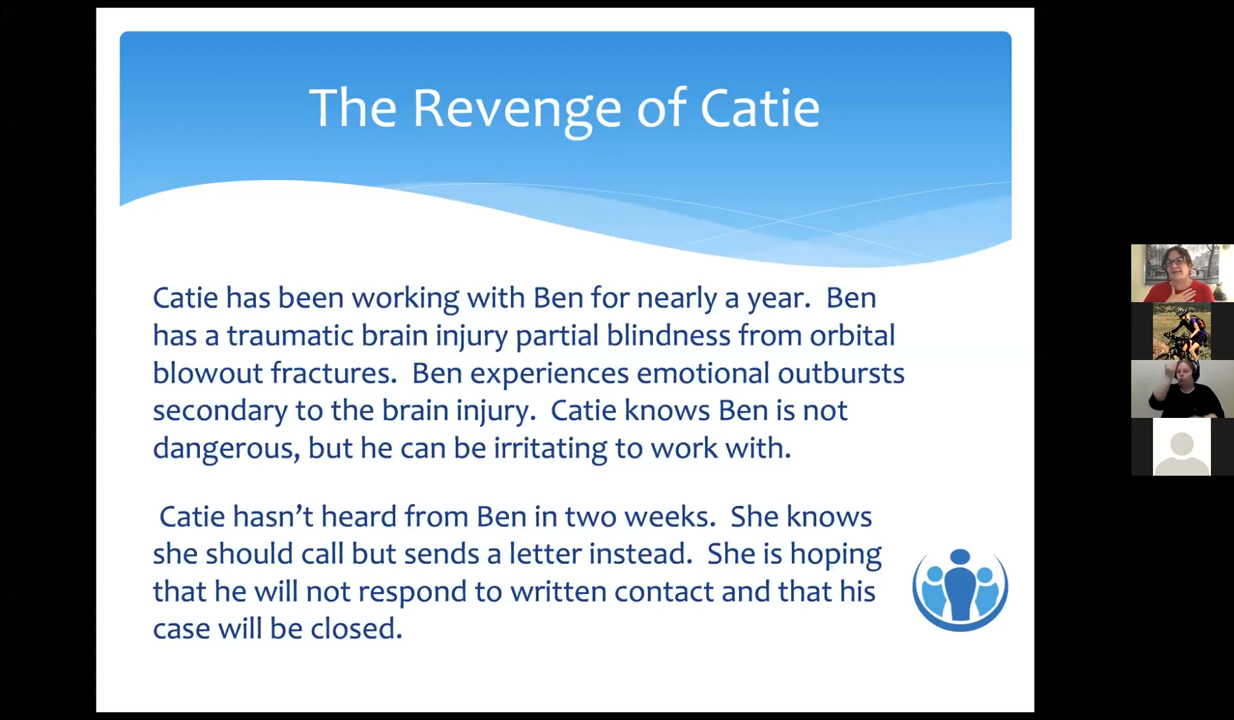 The Revenge of Catie
Catie has been working with Ben for nearly a year.  Ben
has a traumatic brain injury partial blindness from orbital
blowout fractures.  Ben experiences emotional outbursts
secondary to the brain injury.  Catie knows Ben is not
dangerous, but he can be irritating to work with.
Catie hasn’t heard from Ben in two weeks.  She knows
she should call but sends a letter instead.  She is hoping
that he will not respond to written contact and that his
case will be closed.